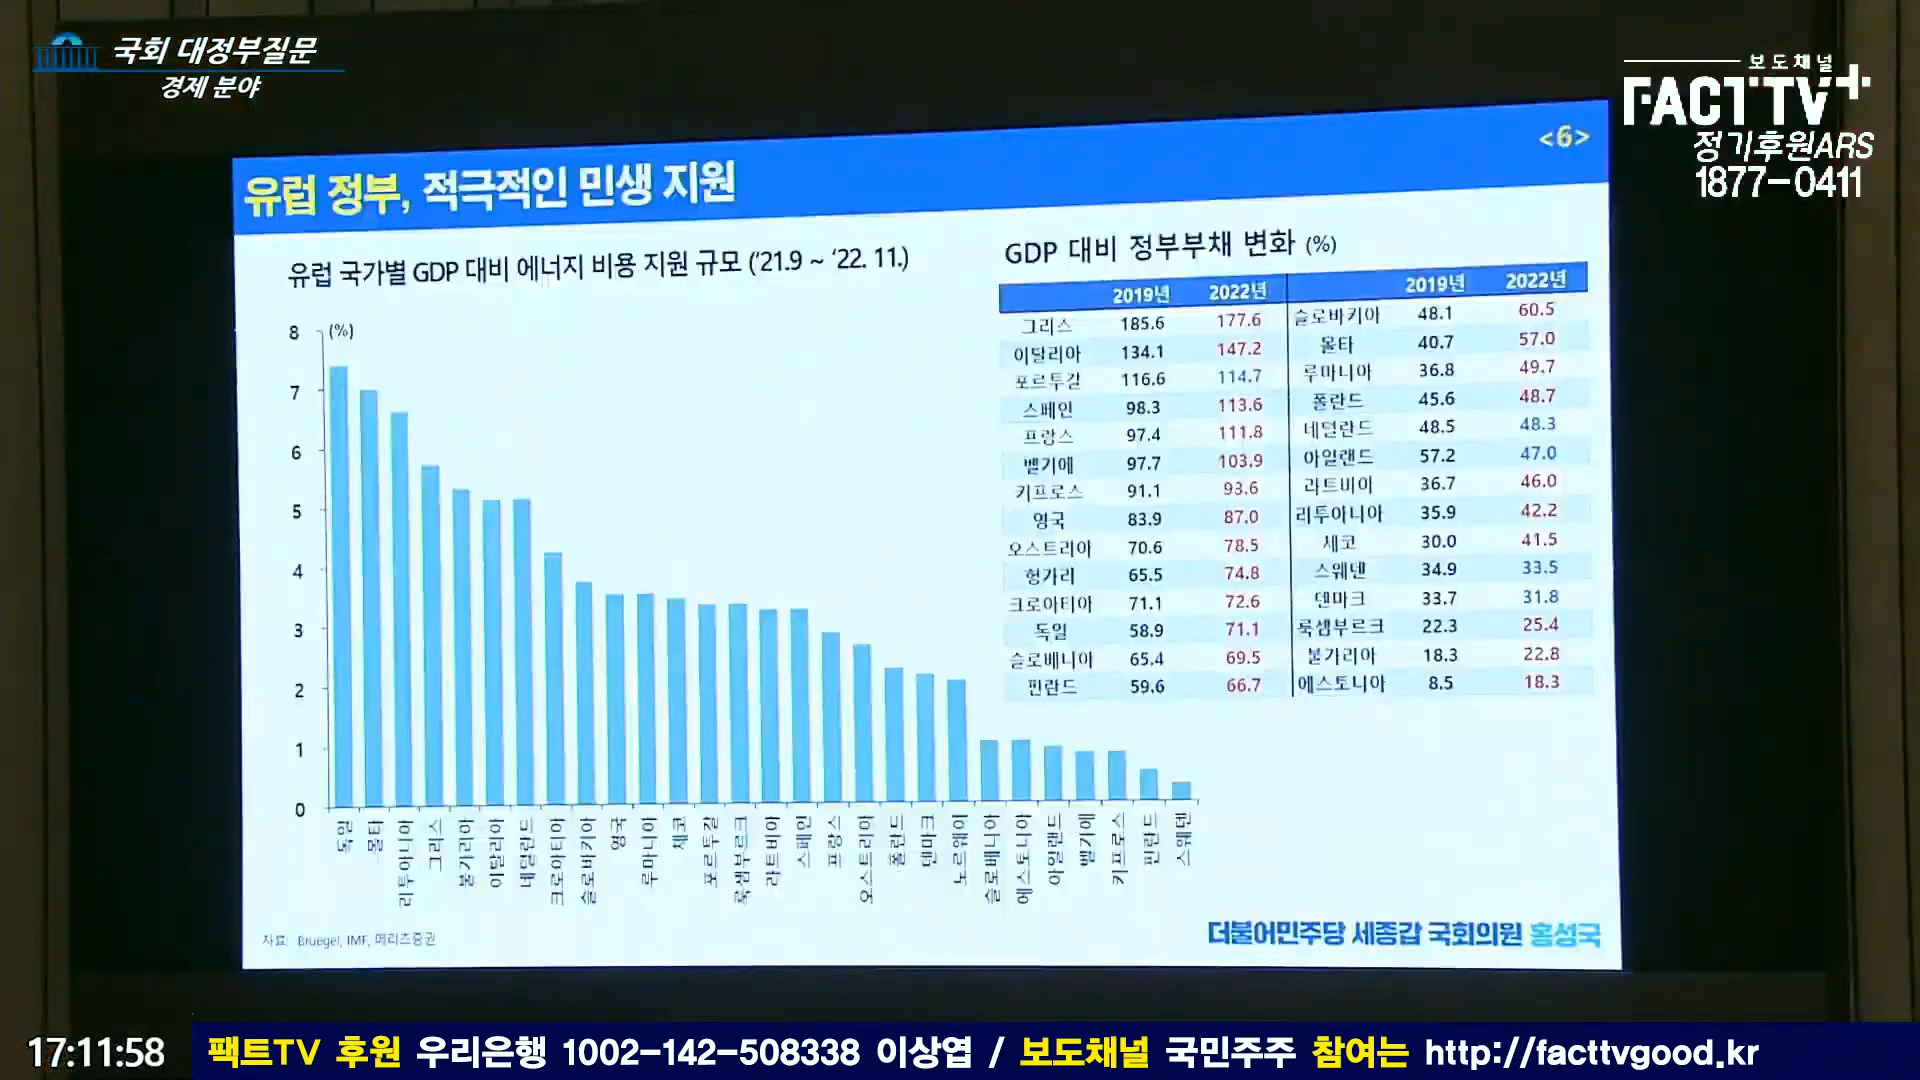 국회 대정부질문
경제 분야
보도채널
FACT TV+
정기후원ARS
1877-0411
<6>
유럽 정부, 적극적인 민생 지원
유럽 국가별 GDP 대비 에너지 비용 지원 규모 ('21.9 ~ '22. 11.)
(%)
8
7
6
5
4
3
2
1
0
독일 몰타 리투아니아 그리스 불가리아 이탈리아 네덜란드 크로아티아 슬로바키아 영국 루마니아 체코 포르투갈 룩셈부르크 라트비아 스페인 프랑스 오스트리아 폴란드 덴마크 노르웨이 슬로베니아 에스토니아 아일랜드 벨기에 키프로스 핀란드 스웨덴
자료: Bruegel, IMF, 메리츠증권
GDP 대비 정부부채 변화 (%)
2019년 2022년 2019년 2022년
그리스 185.6 177.6 슬로바키아 48.1 60.5
이탈리아 134.1 147.2 몰타 40.7 57.0
포르투갈 116.6 114.7 루마니아 36.8 49.7
스페인 98.3 113.6 폴란드 45.6 48.7
프랑스 97.4 111.8 네덜란드 48.5 48.3
벨기에 97.7 103.9 아일랜드 57.2 47.0
키프로스 91.1 93.6 라트비아 36.7 46.0
영국 83.9 87.0 리투아니아 35.9 42.2
오스트리아 70.6 78.5 체코 30.0 41.5
헝가리 65.5 74.8 스웨덴 34.9 33.5
크로아티아 71.1 72.6 덴마크 33.7 31.8
독일 58.9 71.1 룩셈부르크 22.3 25.4
슬로베니아 65.4 69.5 불가리아 18.3 22.8
핀란드 59.6 66.7 에스토니아 8.5 18.3
더불어민주당 세종갑 국회의원 홍성국
17:11:58
팩트TV 후원 우리은행 1002-142-508338 이상엽 / 보도채널 국민주주 참여는 http://facttvgood.kr